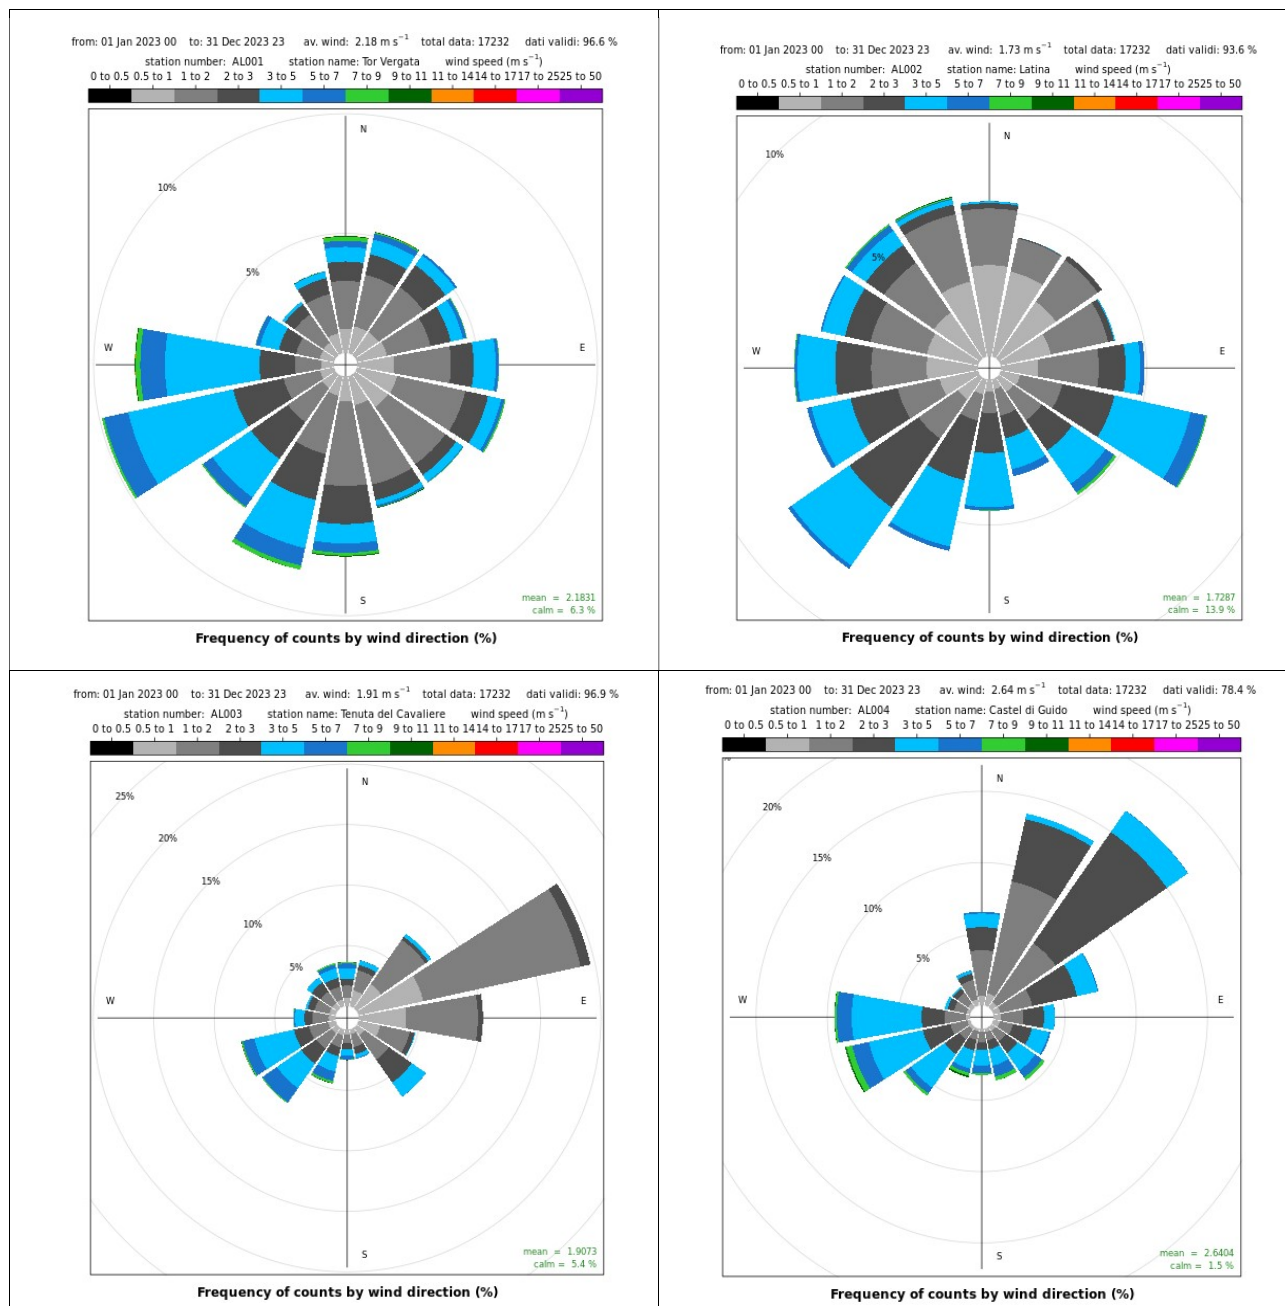 from: 01 Jan 2023 00 to: 31 Dec 2023 23 av. wind: 2.18 m s⁻¹ total data: 17232 dati validi: 96.6 %
station number: AL001 station name: Tor Vergata wind speed (m s⁻¹)
0 to 0.5 0.5 to 1 1 to 2 2 to 3 3 to 5 5 to 7 7 to 9 9 to 11 11 to 14 14 to 17 17 to 25 25 to 50
N
10%
5%
W
E
S
mean = 2.1831
calm = 6.3 %
Frequency of counts by wind direction (%)
from: 01 Jan 2023 00 to: 31 Dec 2023 23 av. wind: 1.73 m s⁻¹ total data: 17232 dati validi: 93.6 %
station number: AL002 station name: Latina wind speed (m s⁻¹)
0 to 0.5 0.5 to 1 1 to 2 2 to 3 3 to 5 5 to 7 7 to 9 9 to 11 11 to 14 14 to 17 17 to 25 25 to 50
N
10%
5%
W
E
S
mean = 1.7287
calm = 13.9 %
Frequency of counts by wind direction (%)
from: 01 Jan 2023 00 to: 31 Dec 2023 23 av. wind: 1.91 m s⁻¹ total data: 17232 dati validi: 96.9 %
station number: AL003 station name: Tenuta del Cavaliere wind speed (m s⁻¹)
0 to 0.5 0.5 to 1 1 to 2 2 to 3 3 to 5 5 to 7 7 to 9 9 to 11 11 to 14 14 to 17 17 to 25 25 to 50
N
25%
20%
15%
10%
5%
W
E
S
mean = 1.9073
calm = 5.4 %
Frequency of counts by wind direction (%)
from: 01 Jan 2023 00 to: 31 Dec 2023 23 av. wind: 2.64 m s⁻¹ total data: 17232 dati validi: 78.4 %
station number: AL004 station name: Castel di Guido wind speed (m s⁻¹)
0 to 0.5 0.5 to 1 1 to 2 2 to 3 3 to 5 5 to 7 7 to 9 9 to 11 11 to 14 14 to 17 17 to 25 25 to 50
N
20%
15%
10%
5%
W
E
S
mean = 2.6404
calm = 1.5 %
Frequency of counts by wind direction (%)